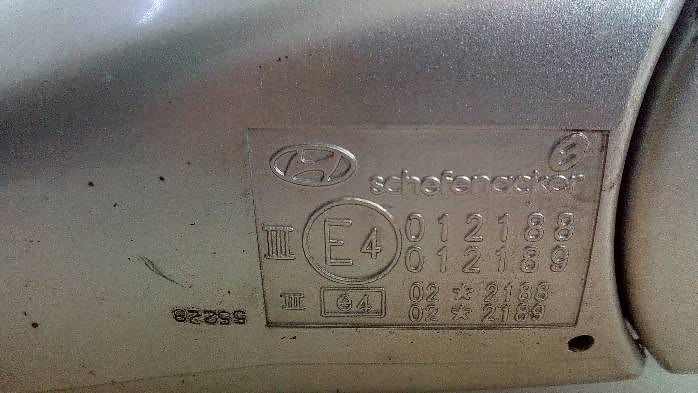 schefenacker
III E4 012188
012189
III e4 02 * 2188
02 * 2189
55228